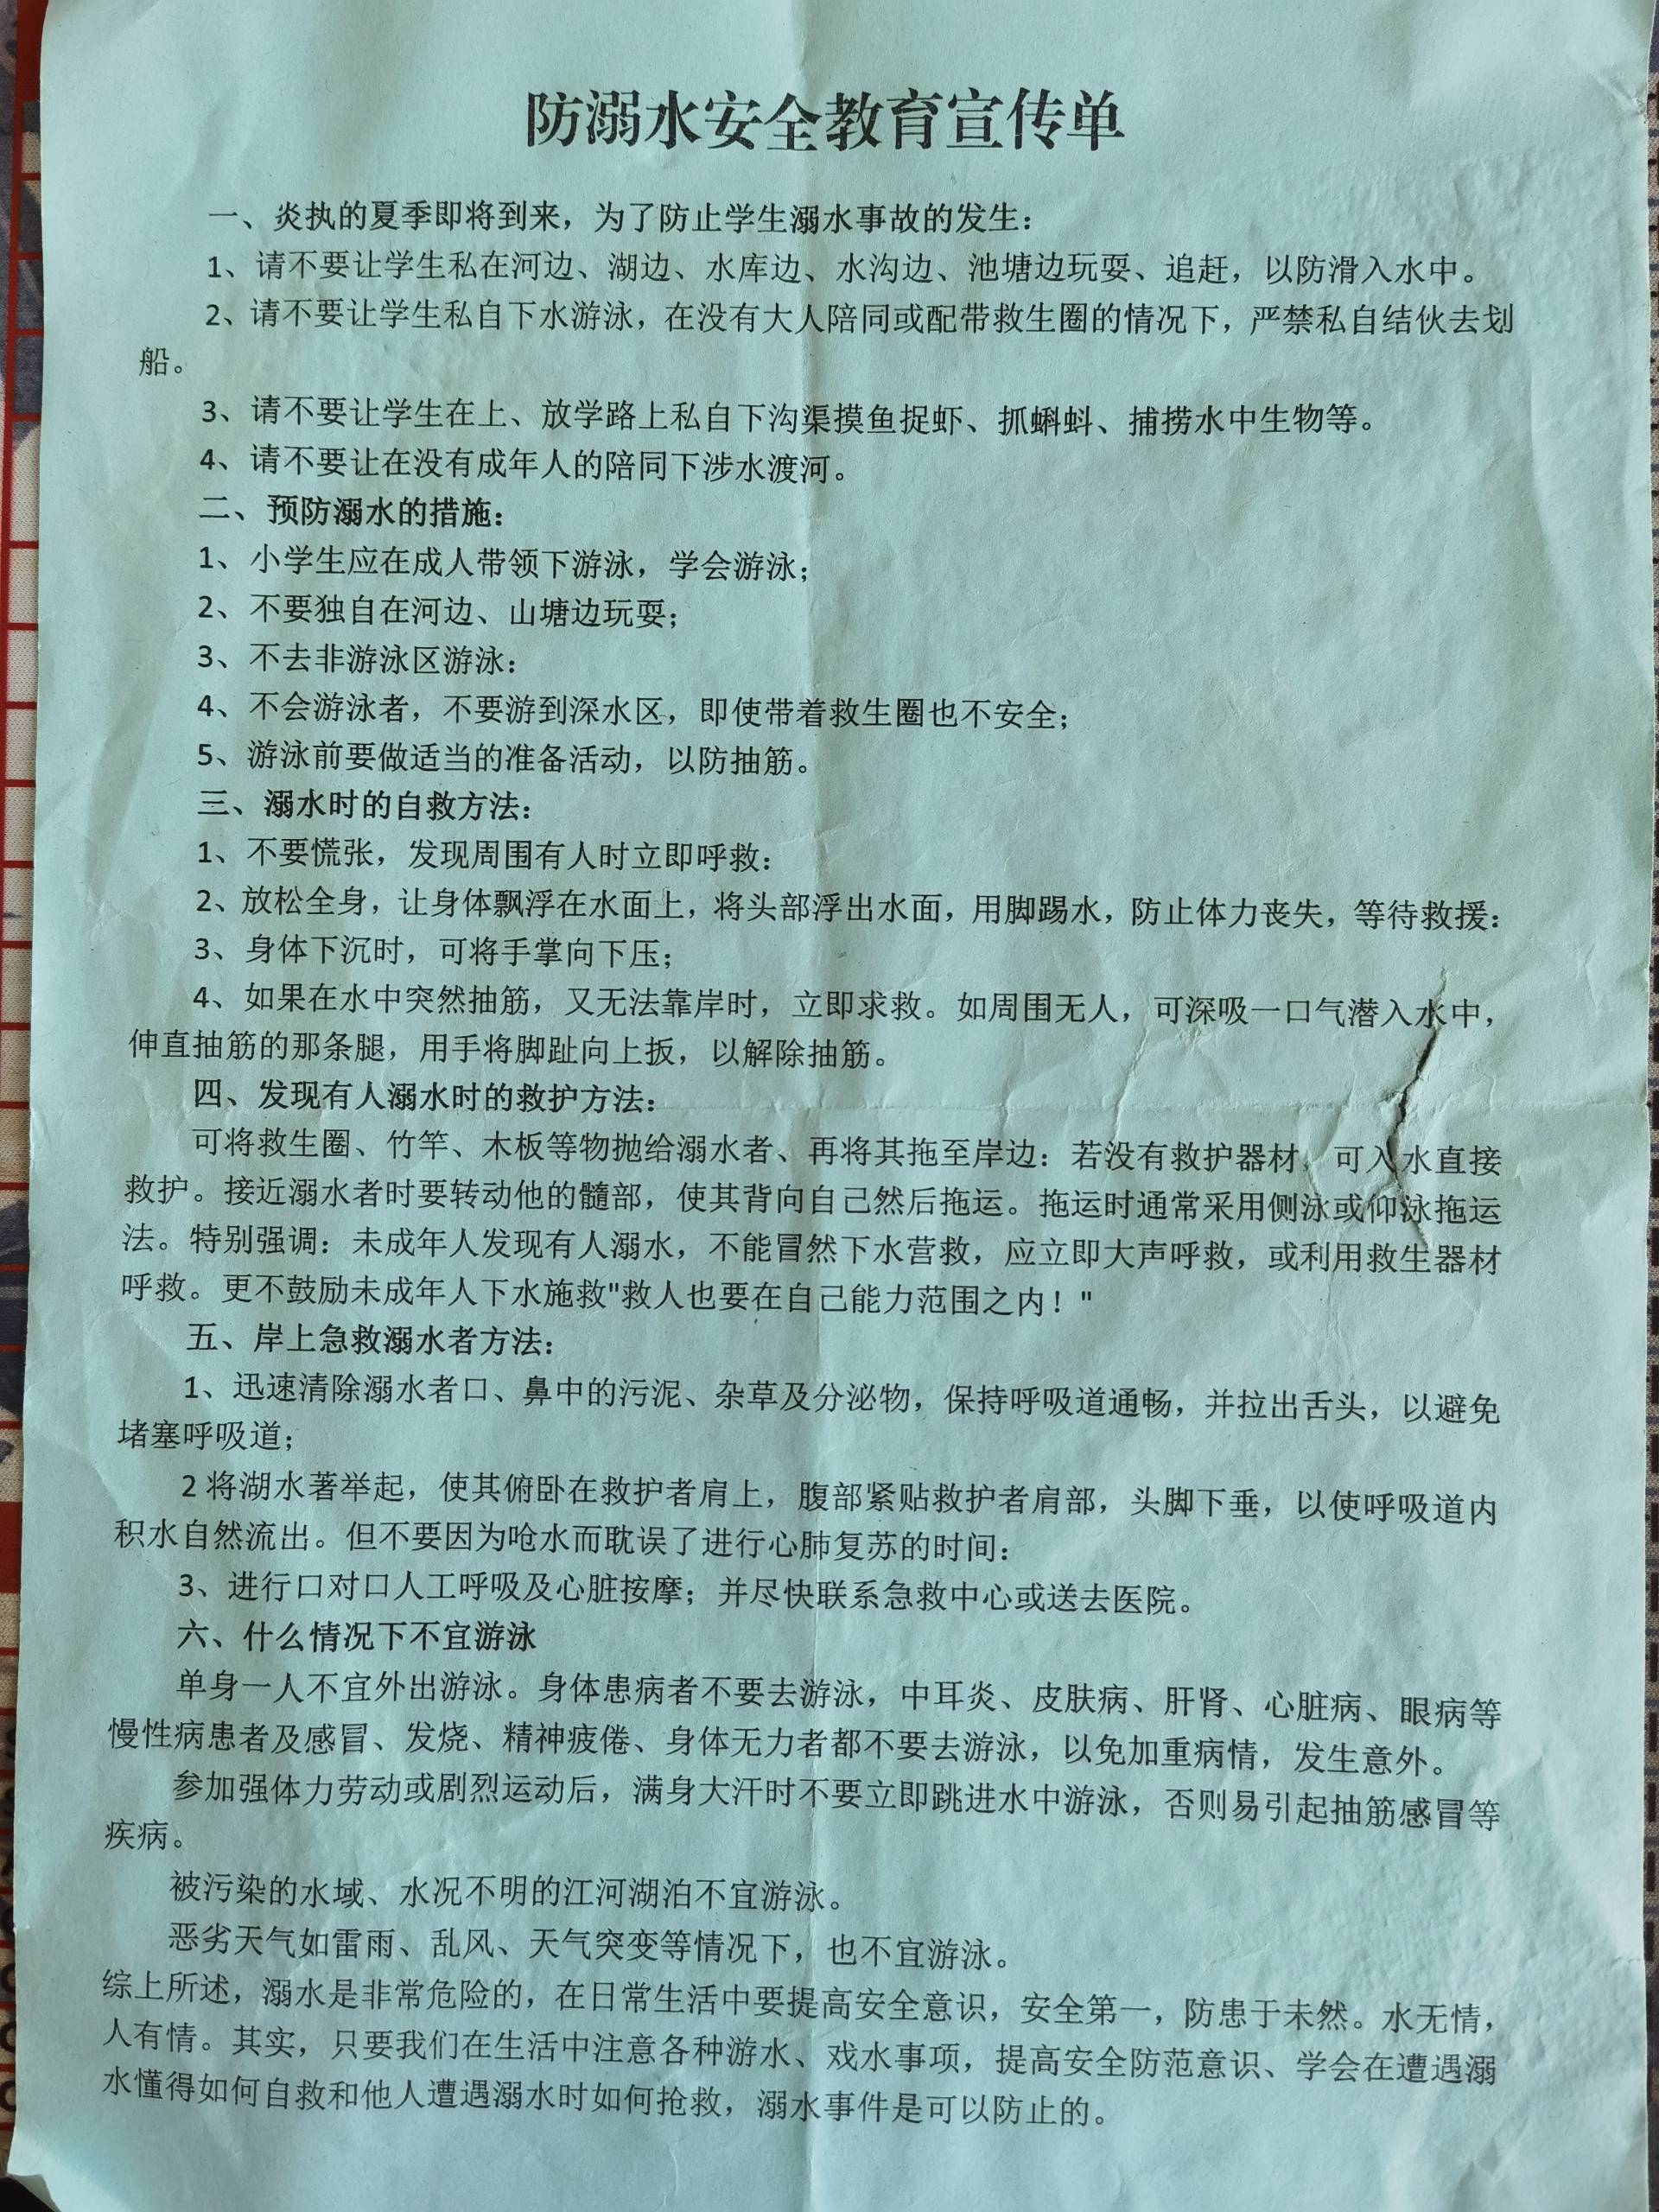 防溺水安全教育宣传单
一、炎执的夏季即将到来，为了防止学生溺水事故的发生：
1、请不要让学生私在河边、湖边、水库边、水沟边、池塘边玩耍、追赶，以防滑入水中。
2、请不要让学生私自下水游泳，在没有大人陪同或配带救生圈的情况下，严禁私自结伙去划
船。
3、请不要让学生在上、放学路上私自下沟渠摸鱼捉虾、抓蝌蚪、捕捞水中生物等。
4、请不要让在没有成年人的陪同下涉水渡河。
二、预防溺水的措施：
1、小学生应在成人带领下游泳，学会游泳；
2、不要独自在河边、山塘边玩耍；
3、不去非游泳区游泳：
4、不会游泳者，不要游到深水区，即使带着救生圈也不安全；
5、游泳前要做适当的准备活动，以防抽筋。
三、溺水时的自救方法：
1、不要慌张，发现周围有人时立即呼救：
2、放松全身，让身体飘浮在水面上，将头部浮出水面，用脚踢水，防止体力丧失，等待救援：
3、身体下沉时，可将手掌向下压；
4、如果在水中突然抽筋，又无法靠岸时，立即求救。如周围无人，可深吸一口气潜入水中，
伸直抽筋的那条腿，用手将脚趾向上扳，以解除抽筋。
四、发现有人溺水时的救护方法：
可将救生圈、竹竿、木板等物抛给溺水者、再将其拖至岸边：若没有救护器材，可入水直接
救护。接近溺水者时要转动他的髓部，使其背向自己然后拖运。拖运时通常采用侧泳或仰泳拖运
法。特别强调：未成年人发现有人溺水，不能冒然下水营救，应立即大声呼救，或利用救生器材
呼救。更不鼓励未成年人下水施救"救人也要在自己能力范围之内！"
五、岸上急救溺水者方法：
1、迅速清除溺水者口、鼻中的污泥、杂草及分泌物，保持呼吸道通畅，并拉出舌头，以避免
堵塞呼吸道；
2 将湖水著举起，使其俯卧在救护者肩上，腹部紧贴救护者肩部，头脚下垂，以使呼吸道内
积水自然流出。但不要因为呛水而耽误了进行心肺复苏的时间：
3、进行口对口人工呼吸及心脏按摩；并尽快联系急救中心或送去医院。
六、什么情况下不宜游泳
单身一人不宜外出游泳。身体患病者不要去游泳，中耳炎、皮肤病、肝肾、心脏病、眼病等
慢性病患者及感冒、发烧、精神疲倦、身体无力者都不要去游泳，以免加重病情，发生意外。
参加强体力劳动或剧烈运动后，满身大汗时不要立即跳进水中游泳，否则易引起抽筋感冒等
疾病。
被污染的水域、水况不明的江河湖泊不宜游泳。
恶劣天气如雷雨、乱风、天气突变等情况下，也不宜游泳。
综上所述，溺水是非常危险的，在日常生活中要提高安全意识，安全第一，防患于未然。水无情，
人有情。其实，只要我们在生活中注意各种游水、戏水事项，提高安全防范意识、学会在遭遇溺
水懂得如何自救和他人遭遇溺水时如何抢救，溺水事件是可以防止的。